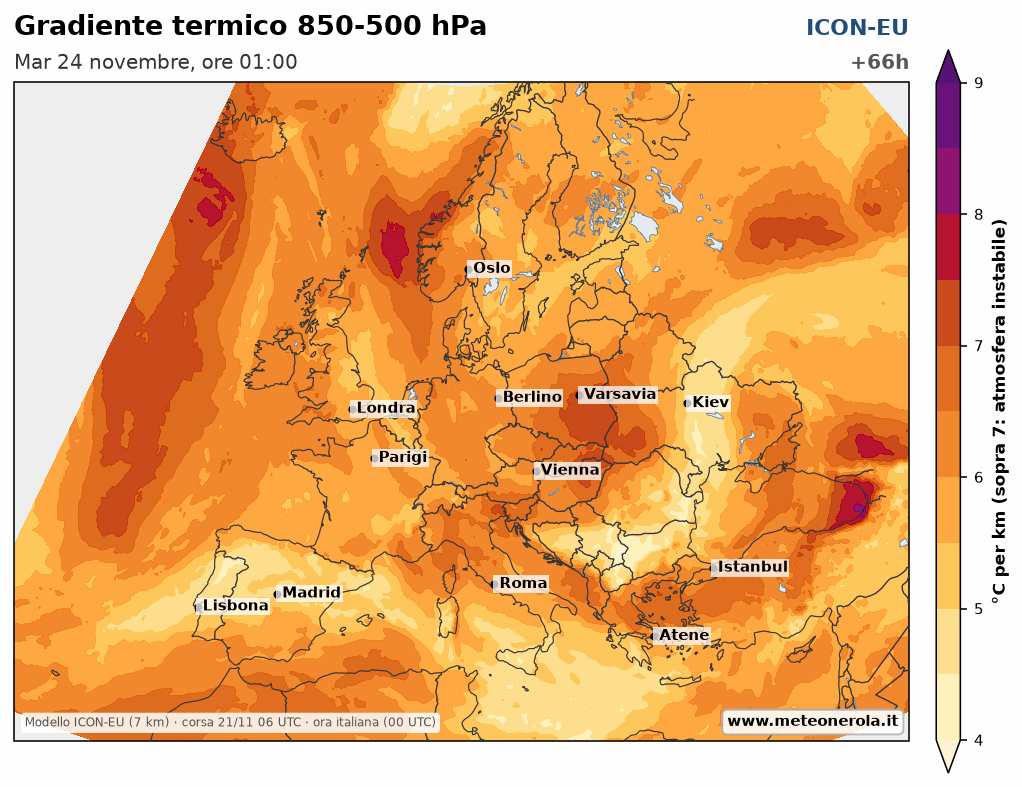 Gradiente termico 850-500 hPa
ICON-EU
Mar 24 novembre, ore 01:00
+66h
9
8
7
6
5
4
°C per km (sopra 7: atmosfera instabile)
Oslo
Berlino
Varsavia
Kiev
Londra
Parigi
Vienna
Istanbul
Roma
Madrid
Lisbona
Atene
Modello ICON-EU (7 km) · corsa 21/11 06 UTC · ora italiana (00 UTC)
www.meteonerola.it